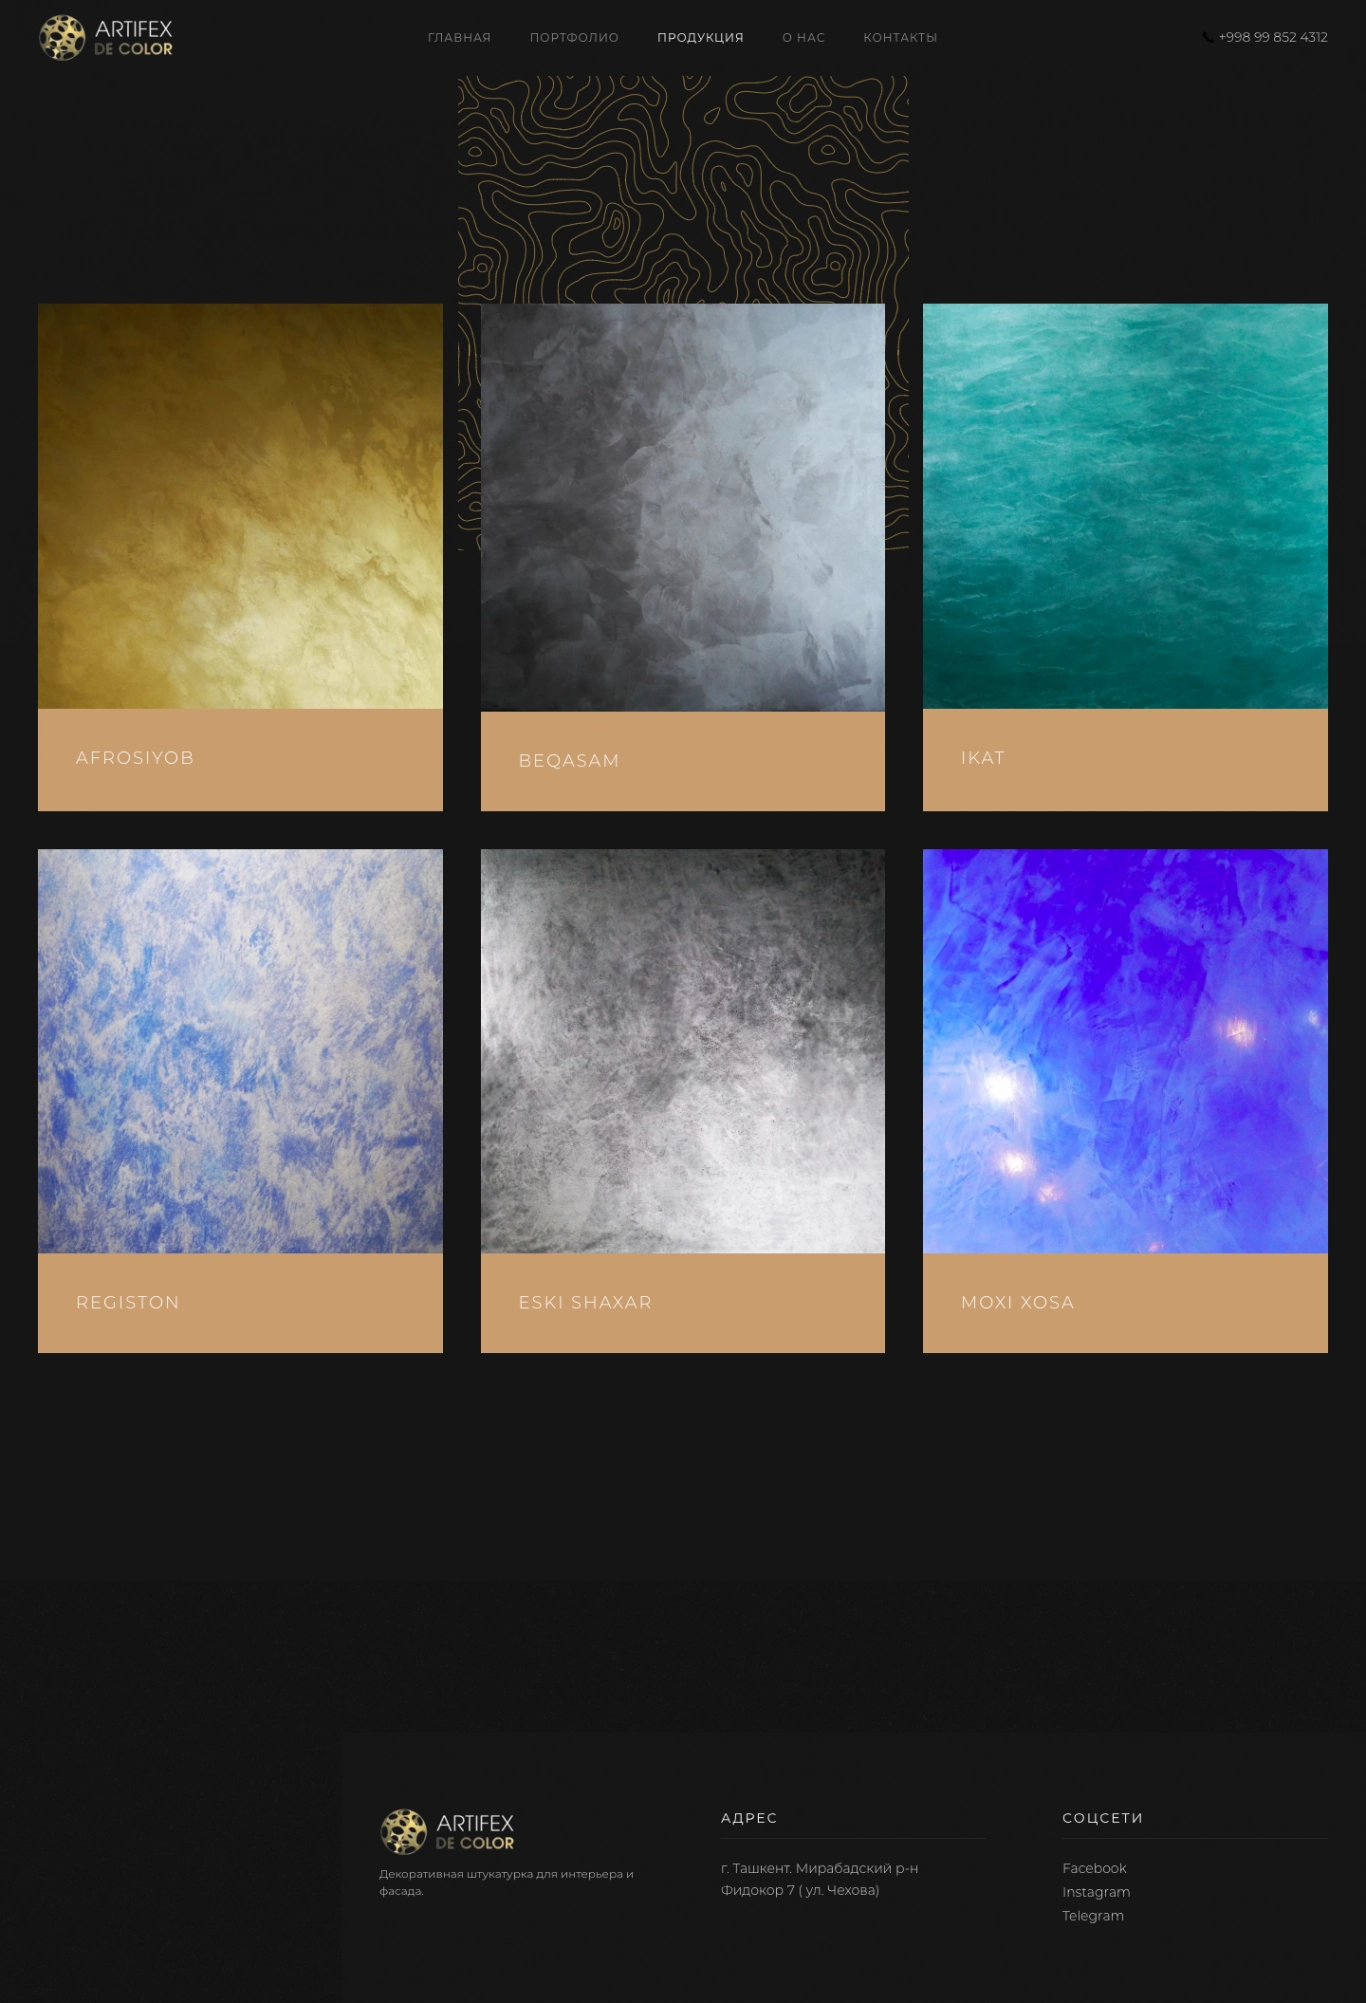 ARTIFEX
DE COLOR
ГЛАВНАЯ
ПОРТФОЛИО
ПРОДУКЦИЯ
О НАС
КОНТАКТЫ
+998 99 852 4312
AFROSIYOB
BEQASAM
IKAT
REGISTON
ESKI SHAXAR
MOXI XOSA
ARTIFEX
DE COLOR
Декоративная штукатурка для интерьера и
фасада.
АДРЕС
г. Ташкент. Мирабадский р-н
Фидокор 7 ( ул. Чехова)
СОЦСЕТИ
Facebook
Instagram
Telegram